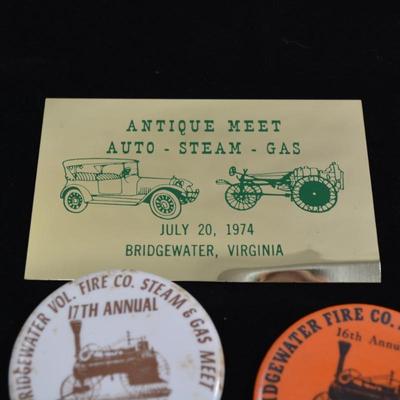 ANTIQUE MEET
AUTO - STEAM - GAS
JULY 20, 1974
BRIDGEWATER, VIRGINIA
BRIDGEWATER VOL. FIRE CO. STEAM & GAS MEET
17TH ANNUAL
BRIDGEWATER FIRE CO.
16th Annual